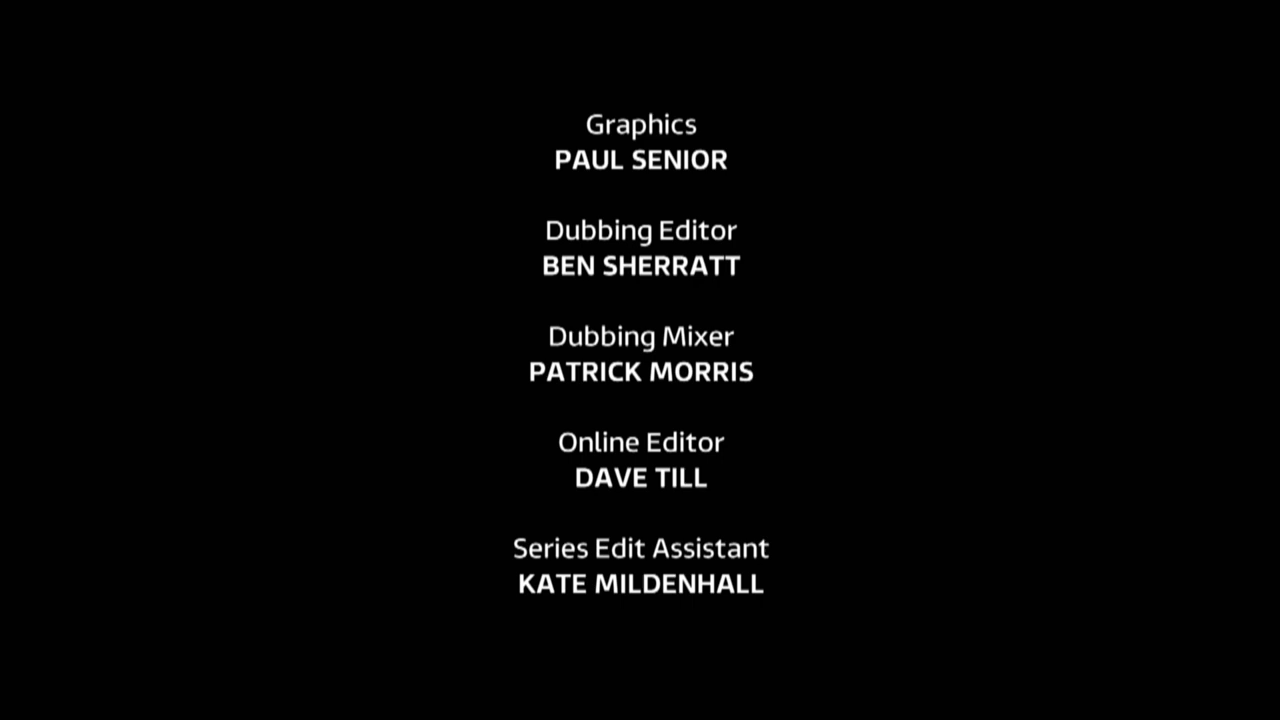 Graphics
PAUL SENIOR
Dubbing Editor
BEN SHERRATT
Dubbing Mixer
PATRICK MORRIS
Online Editor
DAVE TILL
Series Edit Assistant
KATE MILDENHALL